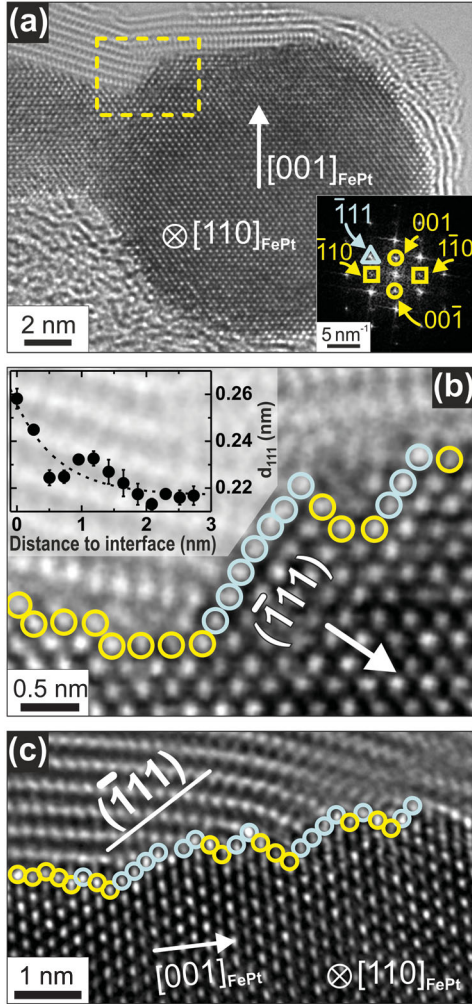 (a)
[001]FePt
⊗[110]FePt
1̄11
001
1̄10
11̄0
001̄
2 nm
5 nm⁻¹
(b)
0.26
0.24
0.22
d111 (nm)
0
1
2
3
Distance to interface (nm)
(1̄11)
0.5 nm
(c)
(1̄11)
[001]FePt
⊗[110]FePt
1 nm